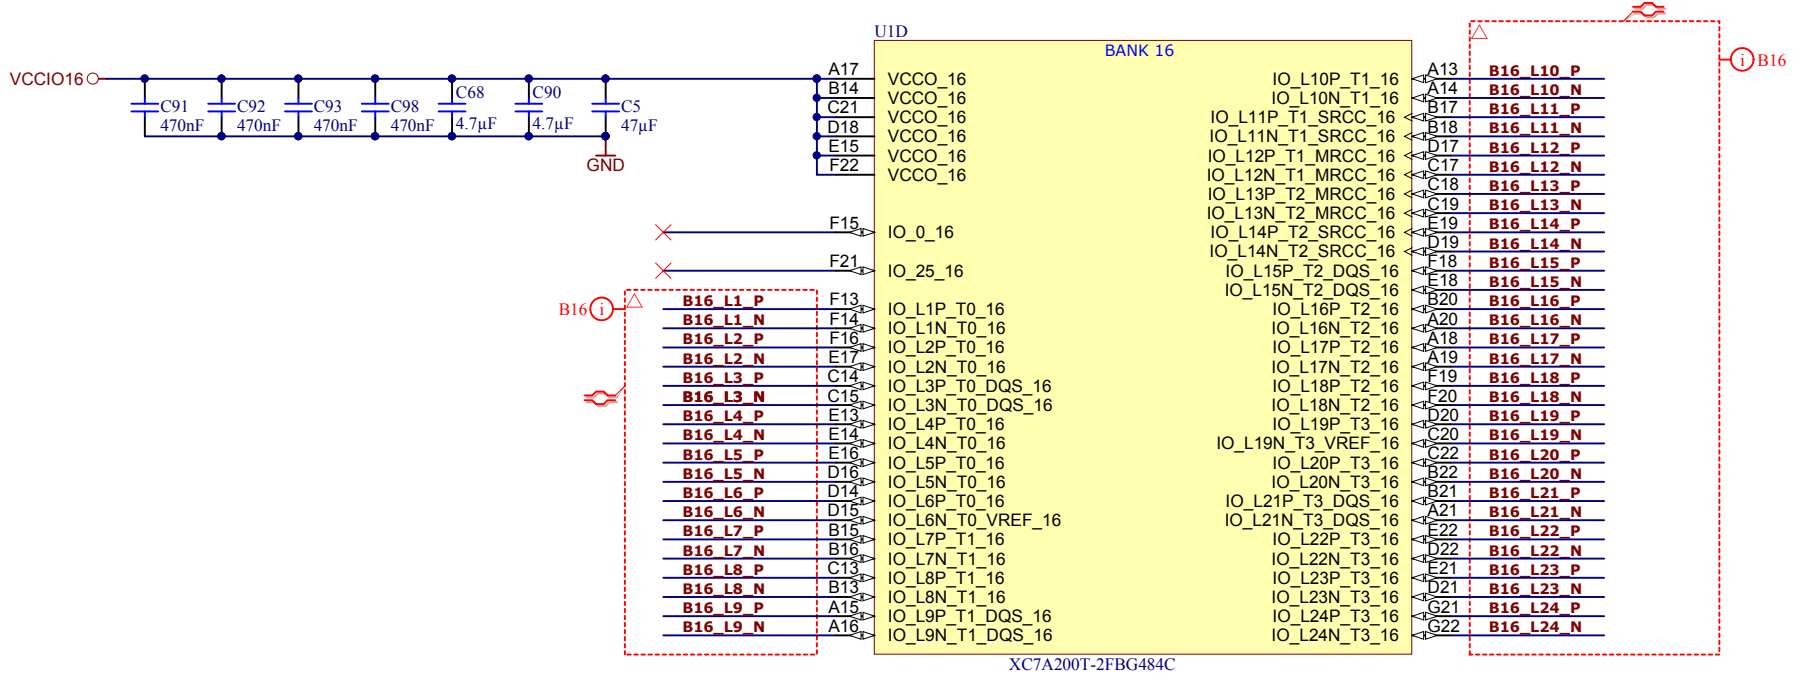 U1D
BANK 16
VCCIO16
C91
470nF
C92
470nF
C93
470nF
C98
470nF
C68
4.7µF
C90
4.7µF
C5
47µF
GND
A17 VCCO_16
B14 VCCO_16
C21 VCCO_16
D18 VCCO_16
E15 VCCO_16
F22 VCCO_16
F15 IO_0_16
F21 IO_25_16
B16 i
B16_L1_P F13 IO_L1P_T0_16
B16_L1_N F14 IO_L1N_T0_16
B16_L2_P F16 IO_L2P_T0_16
B16_L2_N E17 IO_L2N_T0_16
B16_L3_P C14 IO_L3P_T0_DQS_16
B16_L3_N C15 IO_L3N_T0_DQS_16
B16_L4_P E13 IO_L4P_T0_16
B16_L4_N E14 IO_L4N_T0_16
B16_L5_P E16 IO_L5P_T0_16
B16_L5_N D16 IO_L5N_T0_16
B16_L6_P D14 IO_L6P_T0_16
B16_L6_N D15 IO_L6N_T0_VREF_16
B16_L7_P B15 IO_L7P_T1_16
B16_L7_N B16 IO_L7N_T1_16
B16_L8_P C13 IO_L8P_T1_16
B16_L8_N B13 IO_L8N_T1_16
B16_L9_P A15 IO_L9P_T1_DQS_16
B16_L9_N A16 IO_L9N_T1_DQS_16
IO_L10P_T1_16 A13 B16_L10_P
IO_L10N_T1_16 A14 B16_L10_N
IO_L11P_T1_SRCC_16 B17 B16_L11_P
IO_L11N_T1_SRCC_16 B18 B16_L11_N
IO_L12P_T1_MRCC_16 D17 B16_L12_P
IO_L12N_T1_MRCC_16 C17 B16_L12_N
IO_L13P_T2_MRCC_16 C18 B16_L13_P
IO_L13N_T2_MRCC_16 C19 B16_L13_N
IO_L14P_T2_SRCC_16 E19 B16_L14_P
IO_L14N_T2_SRCC_16 D19 B16_L14_N
IO_L15P_T2_DQS_16 F18 B16_L15_P
IO_L15N_T2_DQS_16 E18 B16_L15_N
IO_L16P_T2_16 B20 B16_L16_P
IO_L16N_T2_16 A20 B16_L16_N
IO_L17P_T2_16 A18 B16_L17_P
IO_L17N_T2_16 A19 B16_L17_N
IO_L18P_T2_16 F19 B16_L18_P
IO_L18N_T2_16 F20 B16_L18_N
IO_L19P_T3_16 D20 B16_L19_P
IO_L19N_T3_VREF_16 C20 B16_L19_N
IO_L20P_T3_16 C22 B16_L20_P
IO_L20N_T3_16 B22 B16_L20_N
IO_L21P_T3_DQS_16 B21 B16_L21_P
IO_L21N_T3_DQS_16 A21 B16_L21_N
IO_L22P_T3_16 E22 B16_L22_P
IO_L22N_T3_16 D22 B16_L22_N
IO_L23P_T3_16 E21 B16_L23_P
IO_L23N_T3_16 D21 B16_L23_N
IO_L24P_T3_16 G21 B16_L24_P
IO_L24N_T3_16 G22 B16_L24_N
i B16
XC7A200T-2FBG484C